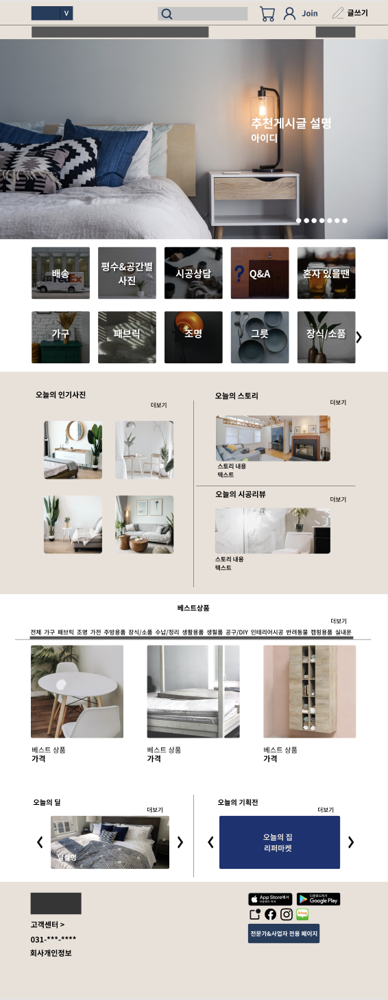 V
Join
글쓰기
추천게시글 설명
아이디
배송
FedEx
평수&공간별
사진
시공상담
?
Q&A
혼자 있을땐
가구
패브릭
조명
그릇
장식/소품
오늘의 인기사진
더보기
오늘의 스토리
더보기
스토리 내용
텍스트
오늘의 시공리뷰
더보기
스토리 내용
텍스트
베스트상품
더보기
전체 가구 패브릭 조명 가전 주방용품 장식/소품 수납/정리 생활용품 생필품 공구/DIY 인테리어시공 반려동물 캠핑용품 실내운
베스트 상품
가격
베스트 상품
가격
베스트 상품
가격
오늘의 딜
더보기
딜설명
오늘의 기획전
더보기
오늘의 집
리퍼마켓
고객센터 >
031-***-****
회사개인정보
App Store에서
다운로드 하기
다운로드하기
Google Play
blog
전문가&사업자 전용 페이지